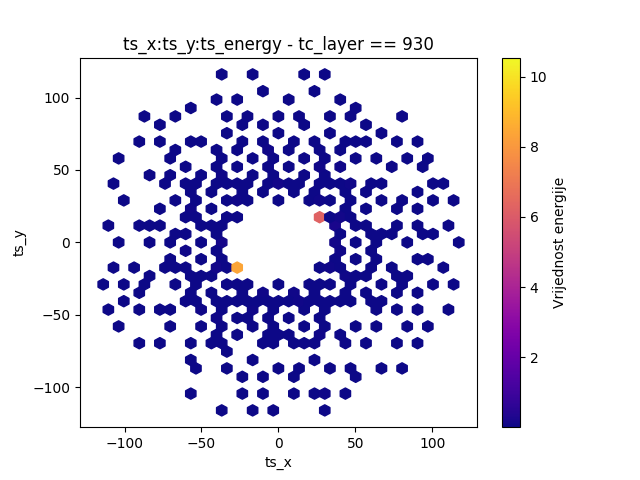 ts_x:ts_y:ts_energy - tc_layer == 930
ts_y
100
50
0
−50
−100
−100 −50 0 50 100
ts_x
10
8
6
4
2
Vrijednost energije